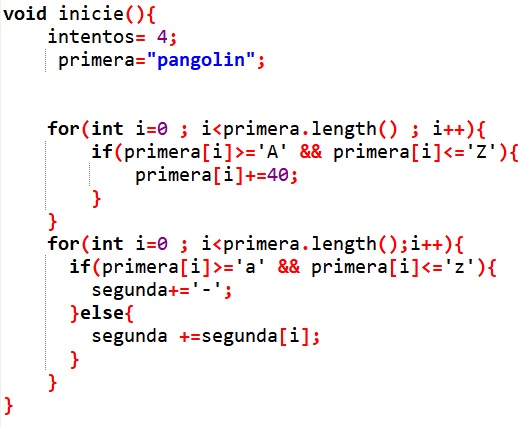 void inicie(){
    intentos= 4;
     primera="pangolin";
    for(int i=0 ; i<primera.length() ; i++){
        if(primera[i]>='A' && primera[i]<='Z'){
            primera[i]+=40;
        }
    }
    for(int i=0 ; i<primera.length();i++){
      if(primera[i]>='a' && primera[i]<='z'){
        segunda+='-';
      }else{
        segunda +=segunda[i];
      }
    }
}